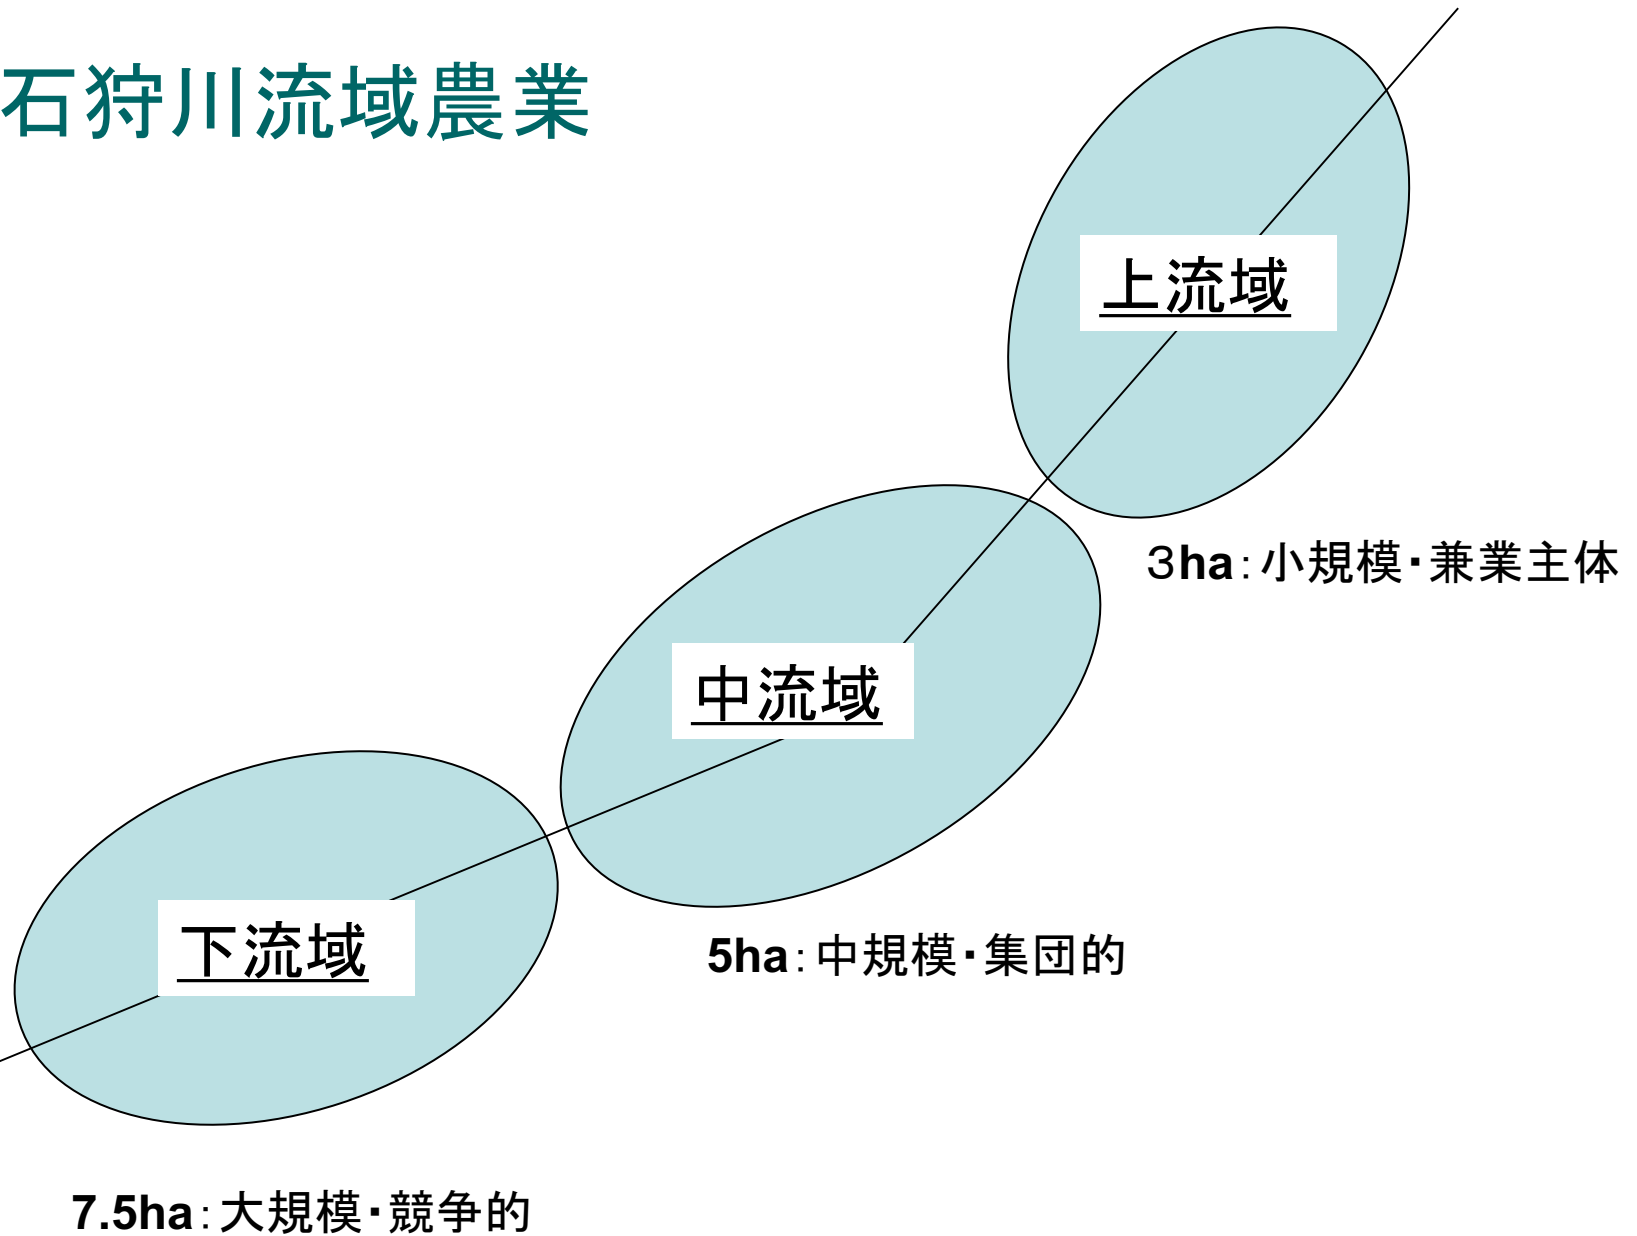 石狩川流域農業
上流域
３ha：小規模・兼業主体
中流域
5ha：中規模・集団的
下流域
7.5ha：大規模・競争的